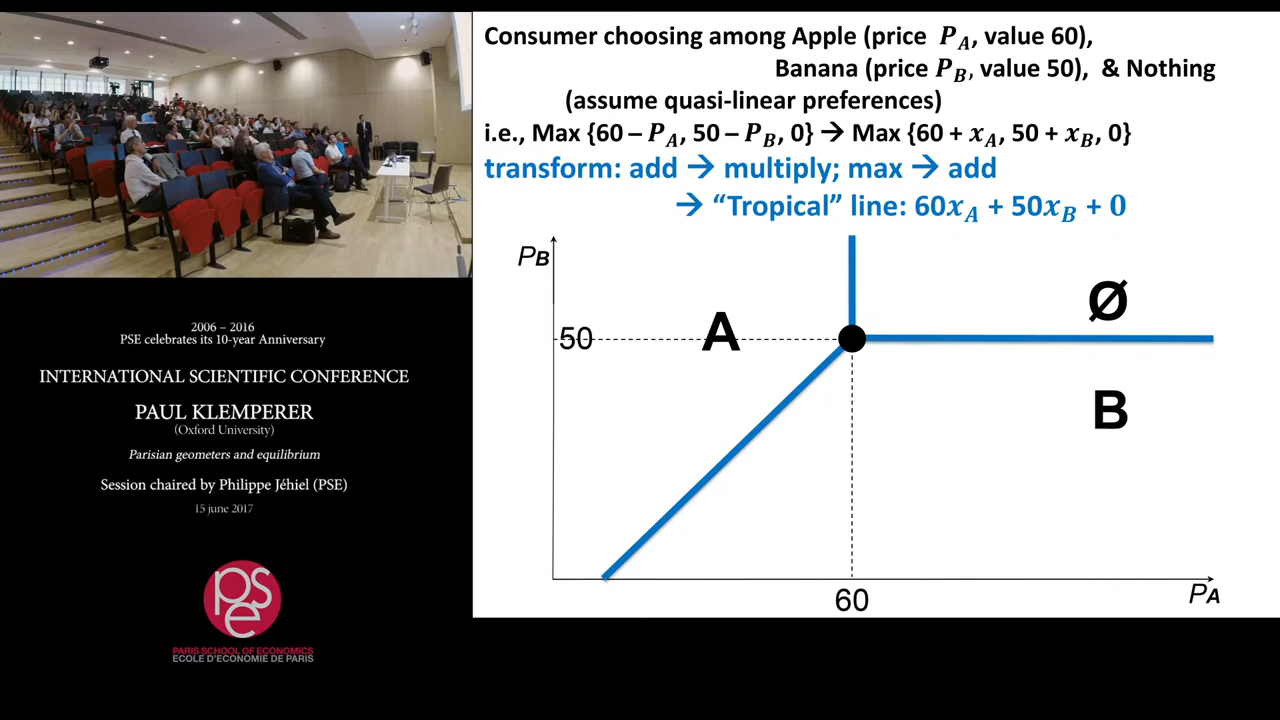 2006 – 2016
PSE celebrates its 10-year Anniversary
INTERNATIONAL SCIENTIFIC CONFERENCE
PAUL KLEMPERER
(Oxford University)
Parisian geometers and equilibrium
Session chaired by Philippe Jéhiel (PSE)
15 june 2017
pse
PARIS SCHOOL OF ECONOMICS
ECOLE D'ECONOMIE DE PARIS
Consumer choosing among Apple (price P_A, value 60),
Banana (price P_B, value 50), & Nothing
(assume quasi-linear preferences)
i.e., Max {60 – P_A, 50 – P_B, 0} → Max {60 + x_A, 50 + x_B, 0}
transform: add → multiply; max → add
→ “Tropical” line: 60x_A + 50x_B + 0
PB
A
Ø
50
B
60
PA